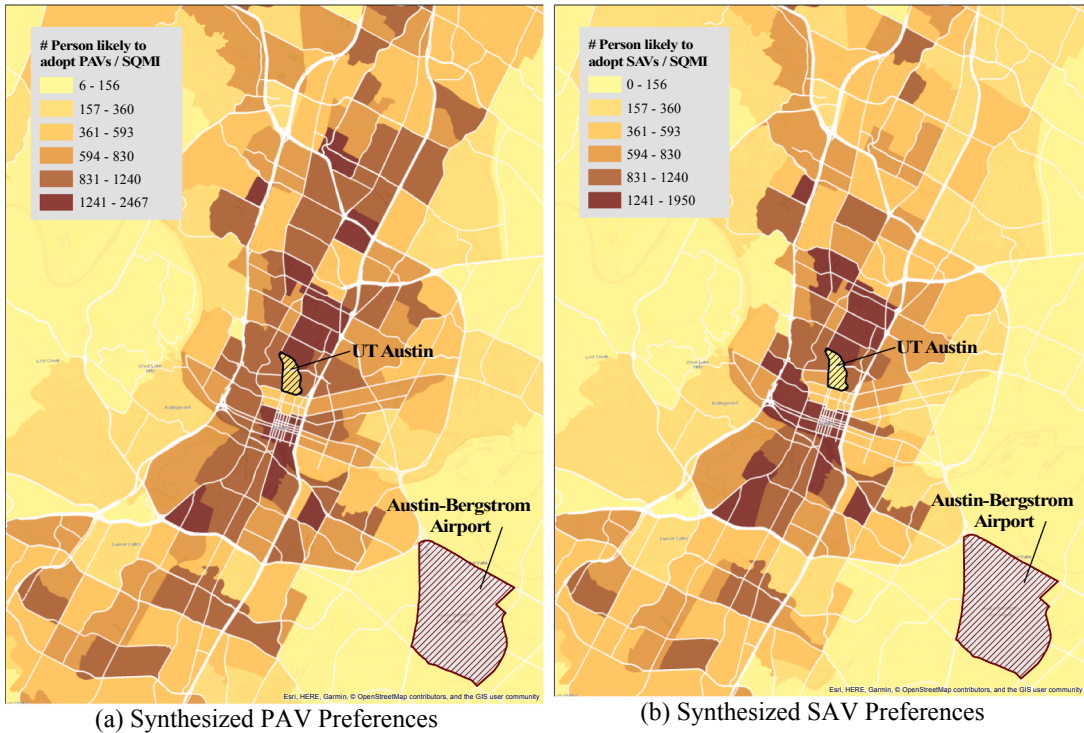 # Person likely to
adopt PAVs / SQMI
6 - 156
157 - 360
361 - 593
594 - 830
831 - 1240
1241 - 2467
UT Austin
Austin-Bergstrom
Airport
Esri, HERE, Garmin, © OpenStreetMap contributors, and the GIS user community
(a) Synthesized PAV Preferences
# Person likely to
adopt SAVs / SQMI
0 - 156
157 - 360
361 - 593
594 - 830
831 - 1240
1241 - 1950
UT Austin
Austin-Bergstrom
Airport
Esri, HERE, Garmin, © OpenStreetMap contributors, and the GIS user community
(b) Synthesized SAV Preferences